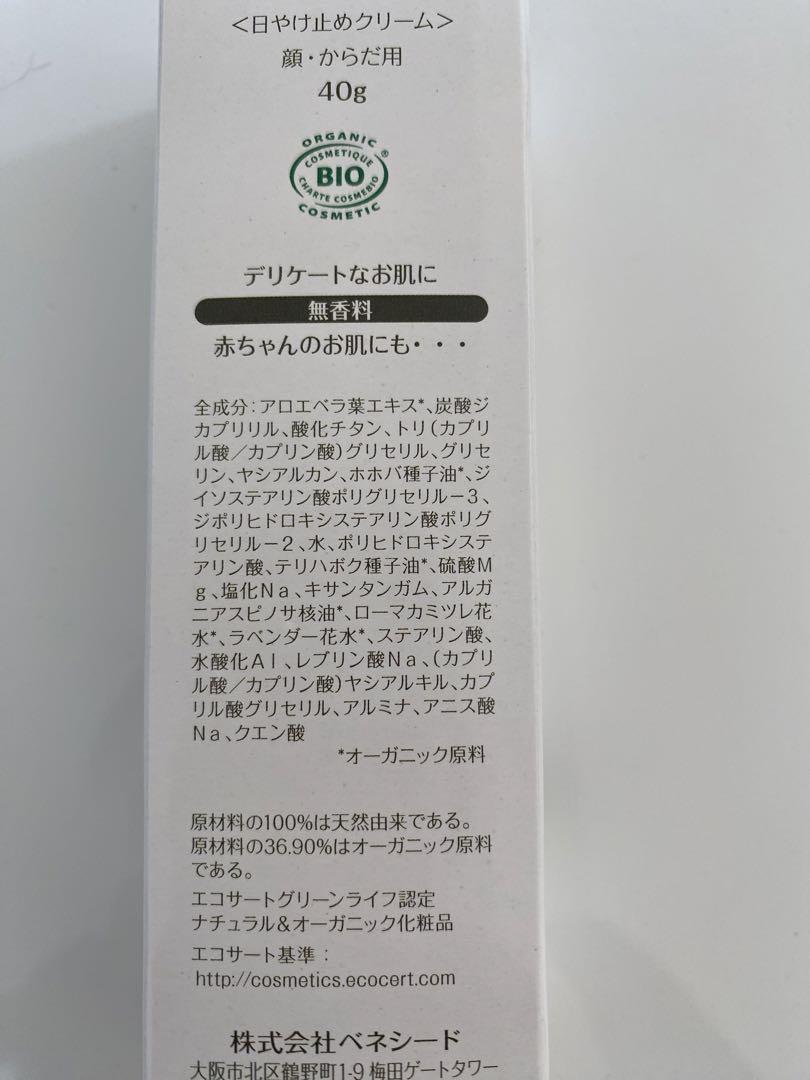 ＜日やけ止めクリーム＞
顔・からだ用
40g
ORGANIC
COSMETIQUE
BIO
CHARTE COSMEBIO
COSMETIC
®
デリケートなお肌に
無香料
赤ちゃんのお肌にも・・・
全成分：アロエベラ葉エキス*、炭酸ジ
カプリリル、酸化チタン、トリ（カプリ
ル酸／カプリン酸）グリセリル、グリセ
リン、ヤシアルカン、ホホバ種子油*、ジ
イソステアリン酸ポリグリセリル－３、
ジポリヒドロキシステアリン酸ポリグ
リセリル－２、水、ポリヒドロキシステ
アリン酸、テリハボク種子油*、硫酸Ｍ
ｇ、塩化Ｎａ、キサンタンガム、アルガ
ニアスピノサ核油*、ローマカミツレ花
水*、ラベンダー花水*、ステアリン酸、
水酸化Ａｌ、レブリン酸Ｎａ、（カプリ
ル酸／カプリン酸）ヤシアルキル、カプ
リル酸グリセリル、アルミナ、アニス酸
Ｎａ、クエン酸
*オーガニック原料
原材料の100%は天然由来である。
原材料の36.90%はオーガニック原料
である。
エコサートグリーンライフ認定
ナチュラル＆オーガニック化粧品
エコサート基準：
http://cosmetics.ecocert.com
株式会社ベネシード
大阪市北区鶴野町1-9 梅田ゲートタワー